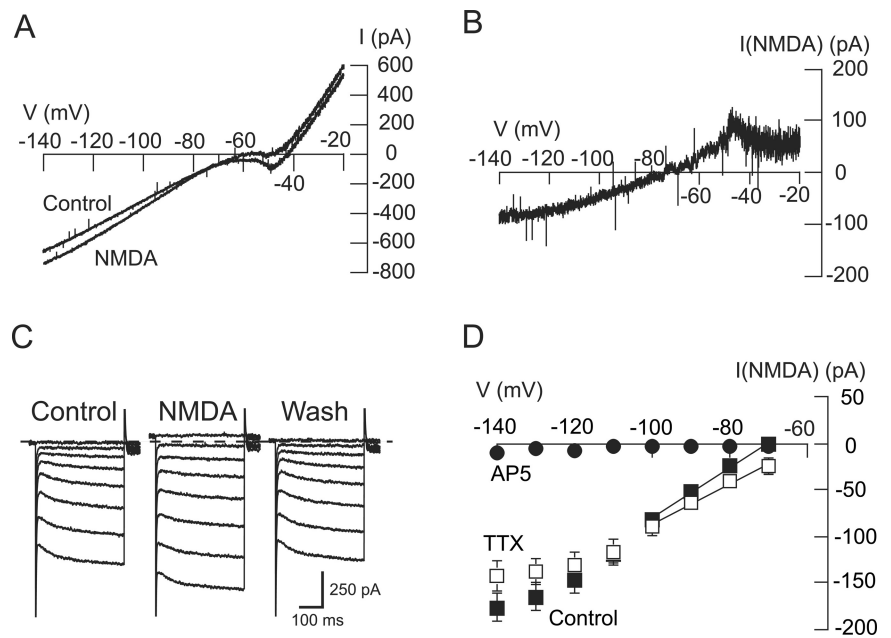 A
I (pA)
600
400
200
0
-200
-400
-600
-800
V (mV)
-140 -120 -100 -80 -60 -20
-40
Control
NMDA
B
I(NMDA) (pA)
200
100
0
-100
-200
V (mV)
-140 -120 -100 -80
-60 -40 -20
C
Control NMDA Wash
250 pA
100 ms
D
I(NMDA) (pA)
50
0
-50
-100
-150
-200
V (mV)
-140 -120 -100 -80
-60
AP5
TTX
Control